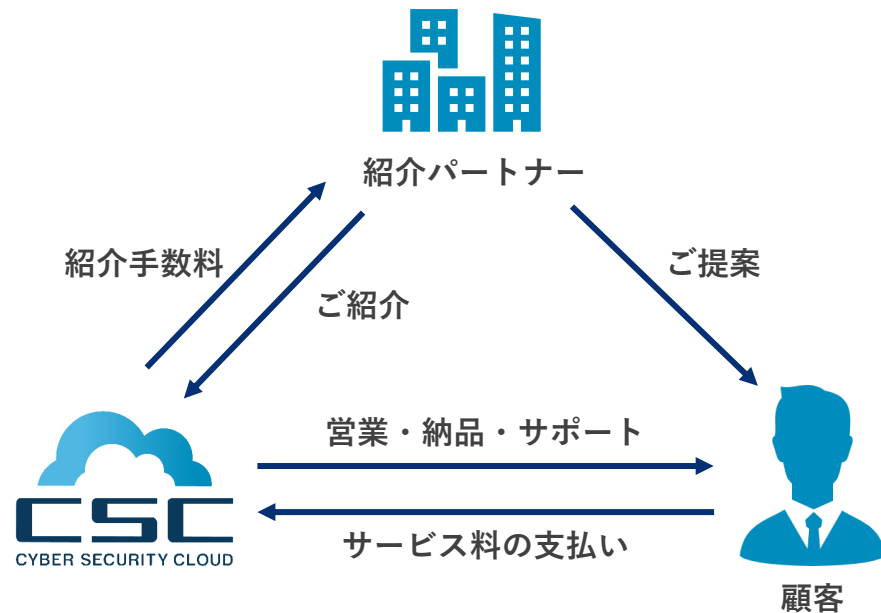 紹介パートナー
紹介手数料
ご紹介
ご提案
営業・納品・サポート
サービス料の支払い
CSC
CYBER SECURITY CLOUD
顧客